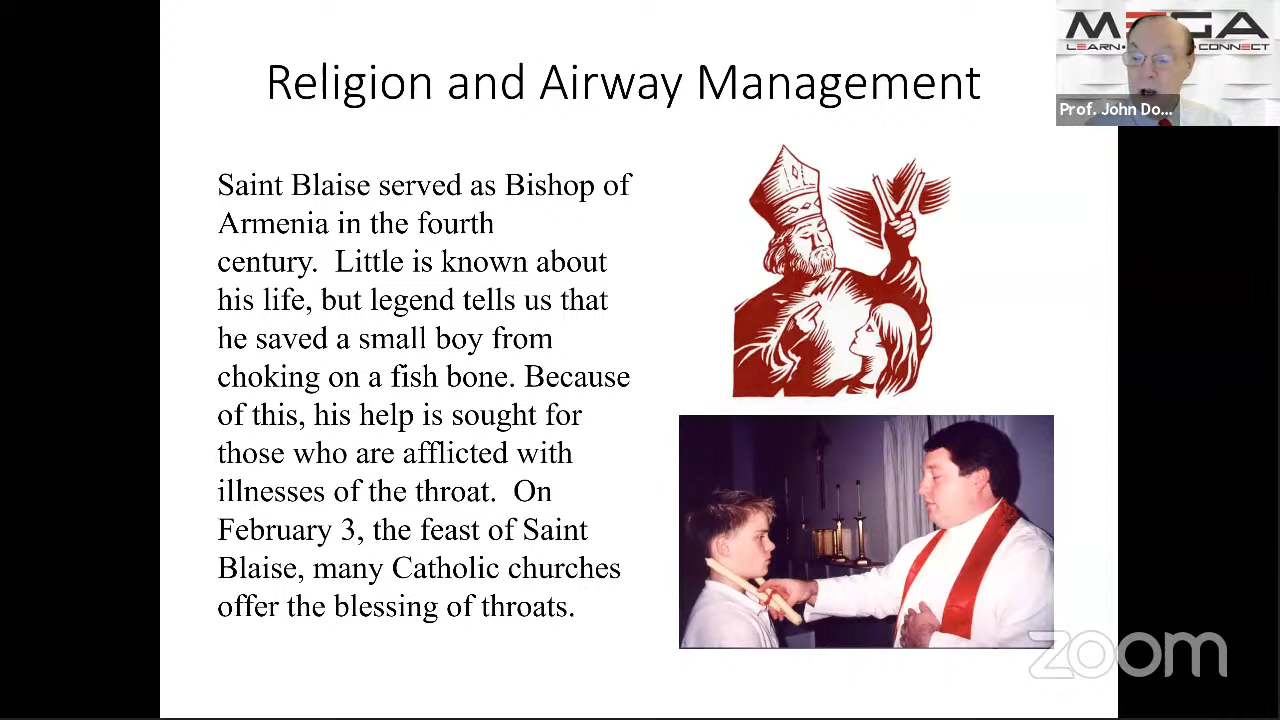 Religion and Airway Management
MEGA
LEARN
CONNECT
Prof. John Do...
Saint Blaise served as Bishop of
Armenia in the fourth
century.  Little is known about
his life, but legend tells us that
he saved a small boy from
choking on a fish bone. Because
of this, his help is sought for
those who are afflicted with
illnesses of the throat.  On
February 3, the feast of Saint
Blaise, many Catholic churches
offer the blessing of throats.
zoom